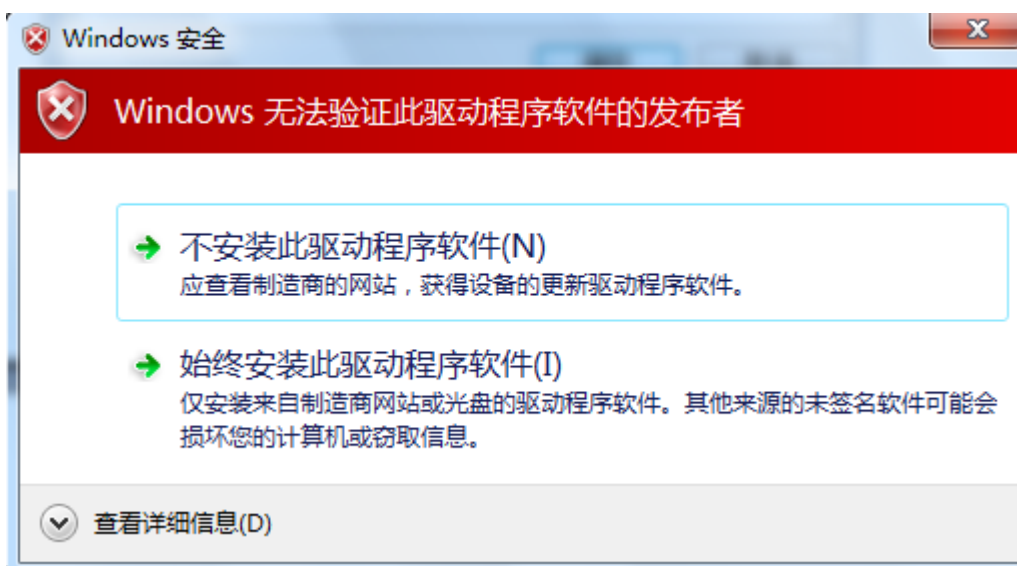 Windows 安全
Windows 无法验证此驱动程序软件的发布者
不安装此驱动程序软件(N)
应查看制造商的网站，获得设备的更新驱动程序软件。
始终安装此驱动程序软件(I)
仅安装来自制造商网站或光盘的驱动程序软件。其他来源的未签名软件可能会
损坏您的计算机或窃取信息。
查看详细信息(D)